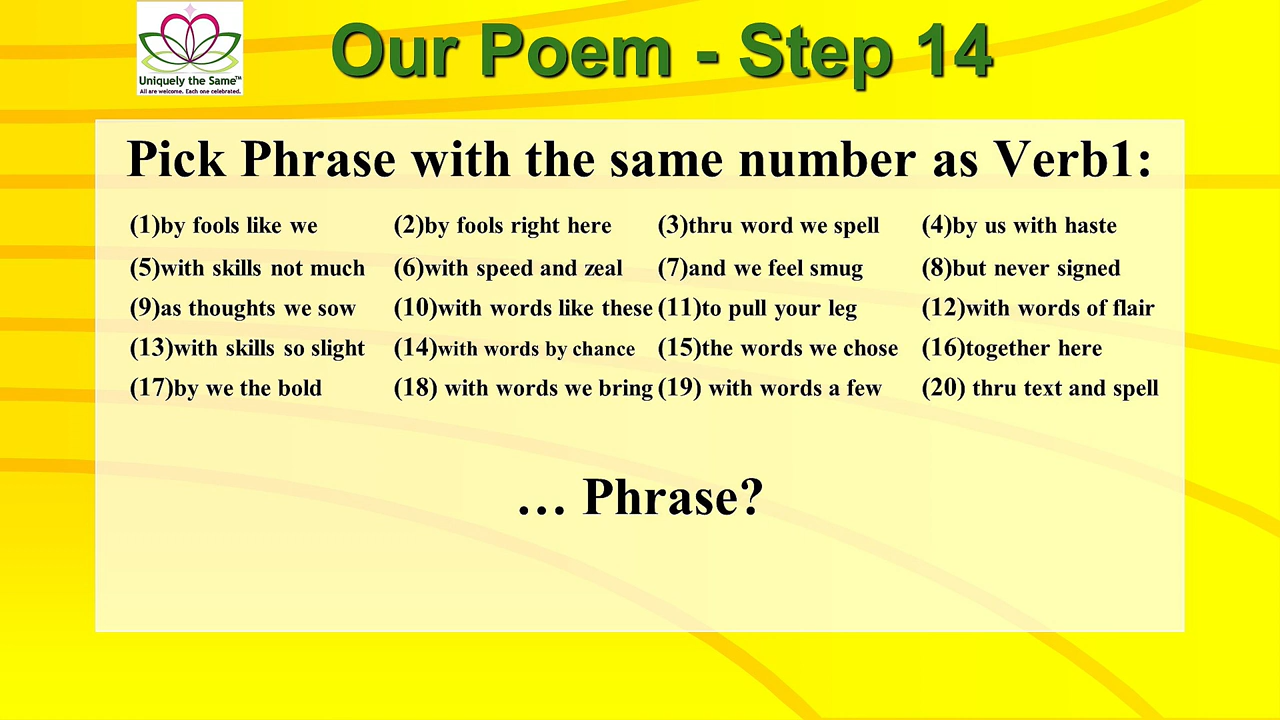 Uniquely the Same™
All are welcome. Each one celebrated.
Our Poem - Step 14
Pick Phrase with the same number as Verb1:
(1)by fools like we (2)by fools right here (3)thru word we spell (4)by us with haste
(5)with skills not much (6)with speed and zeal (7)and we feel smug (8)but never signed
(9)as thoughts we sow (10)with words like these (11)to pull your leg (12)with words of flair
(13)with skills so slight (14)with words by chance (15)the words we chose (16)together here
(17)by we the bold (18) with words we bring (19) with words a few (20) thru text and spell
… Phrase?